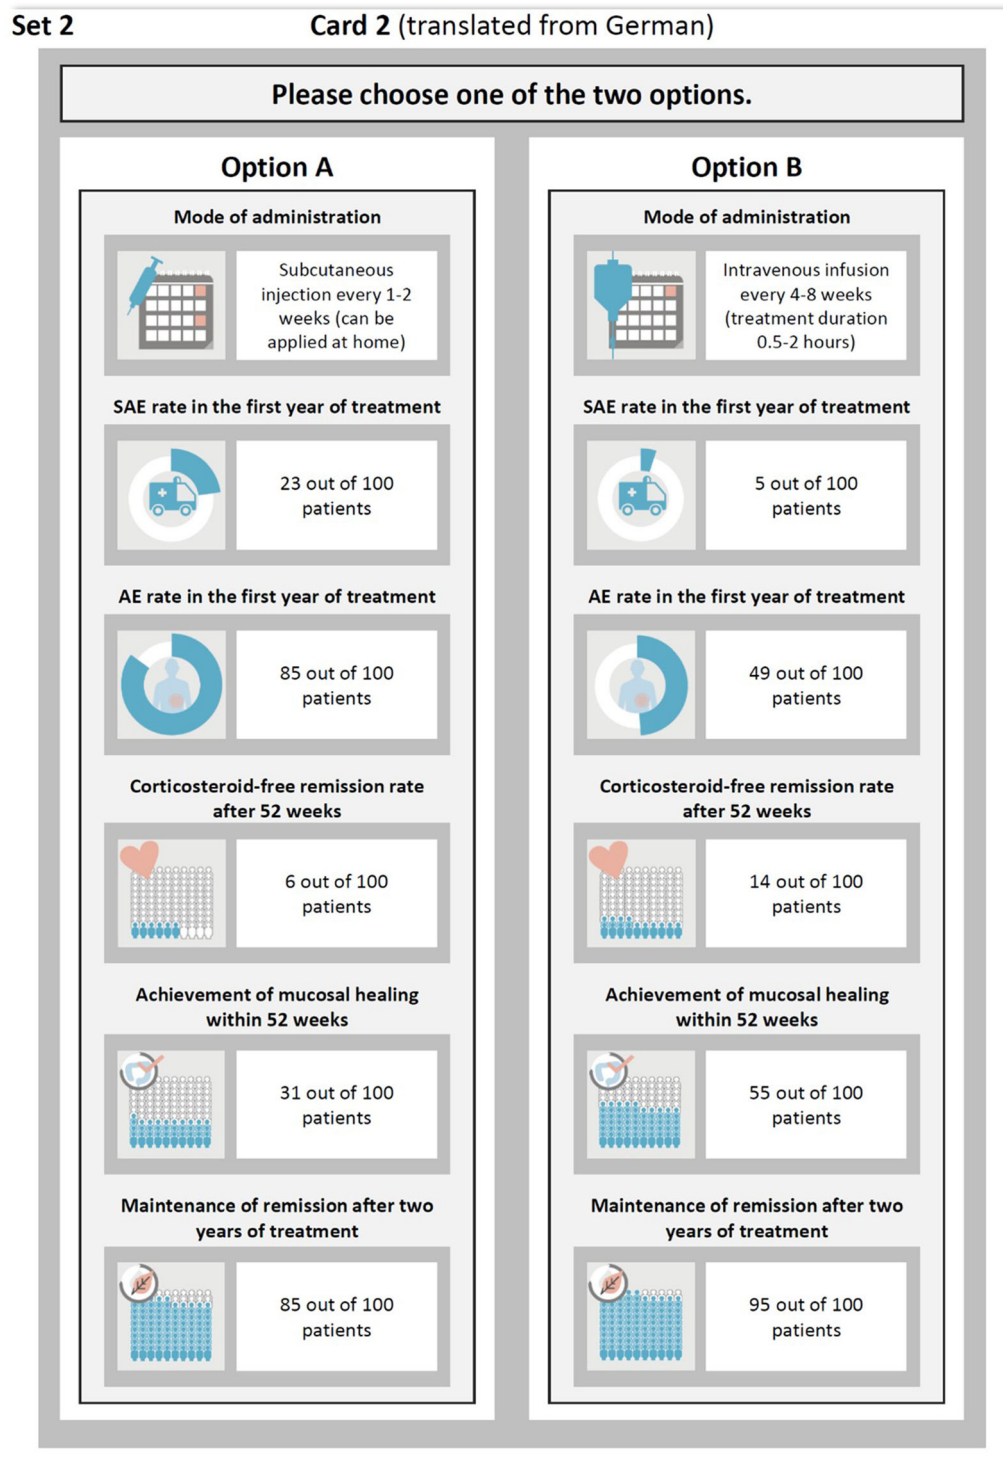 Set 2
Card 2 (translated from German)
Please choose one of the two options.
Option A
Mode of administration
Subcutaneous
injection every 1-2
weeks (can be
applied at home)
SAE rate in the first year of treatment
23 out of 100
patients
AE rate in the first year of treatment
85 out of 100
patients
Corticosteroid-free remission rate
after 52 weeks
6 out of 100
patients
Achievement of mucosal healing
within 52 weeks
31 out of 100
patients
Maintenance of remission after two
years of treatment
85 out of 100
patients
Option B
Mode of administration
Intravenous infusion
every 4-8 weeks
(treatment duration
0.5-2 hours)
SAE rate in the first year of treatment
5 out of 100
patients
AE rate in the first year of treatment
49 out of 100
patients
Corticosteroid-free remission rate
after 52 weeks
14 out of 100
patients
Achievement of mucosal healing
within 52 weeks
55 out of 100
patients
Maintenance of remission after two
years of treatment
95 out of 100
patients